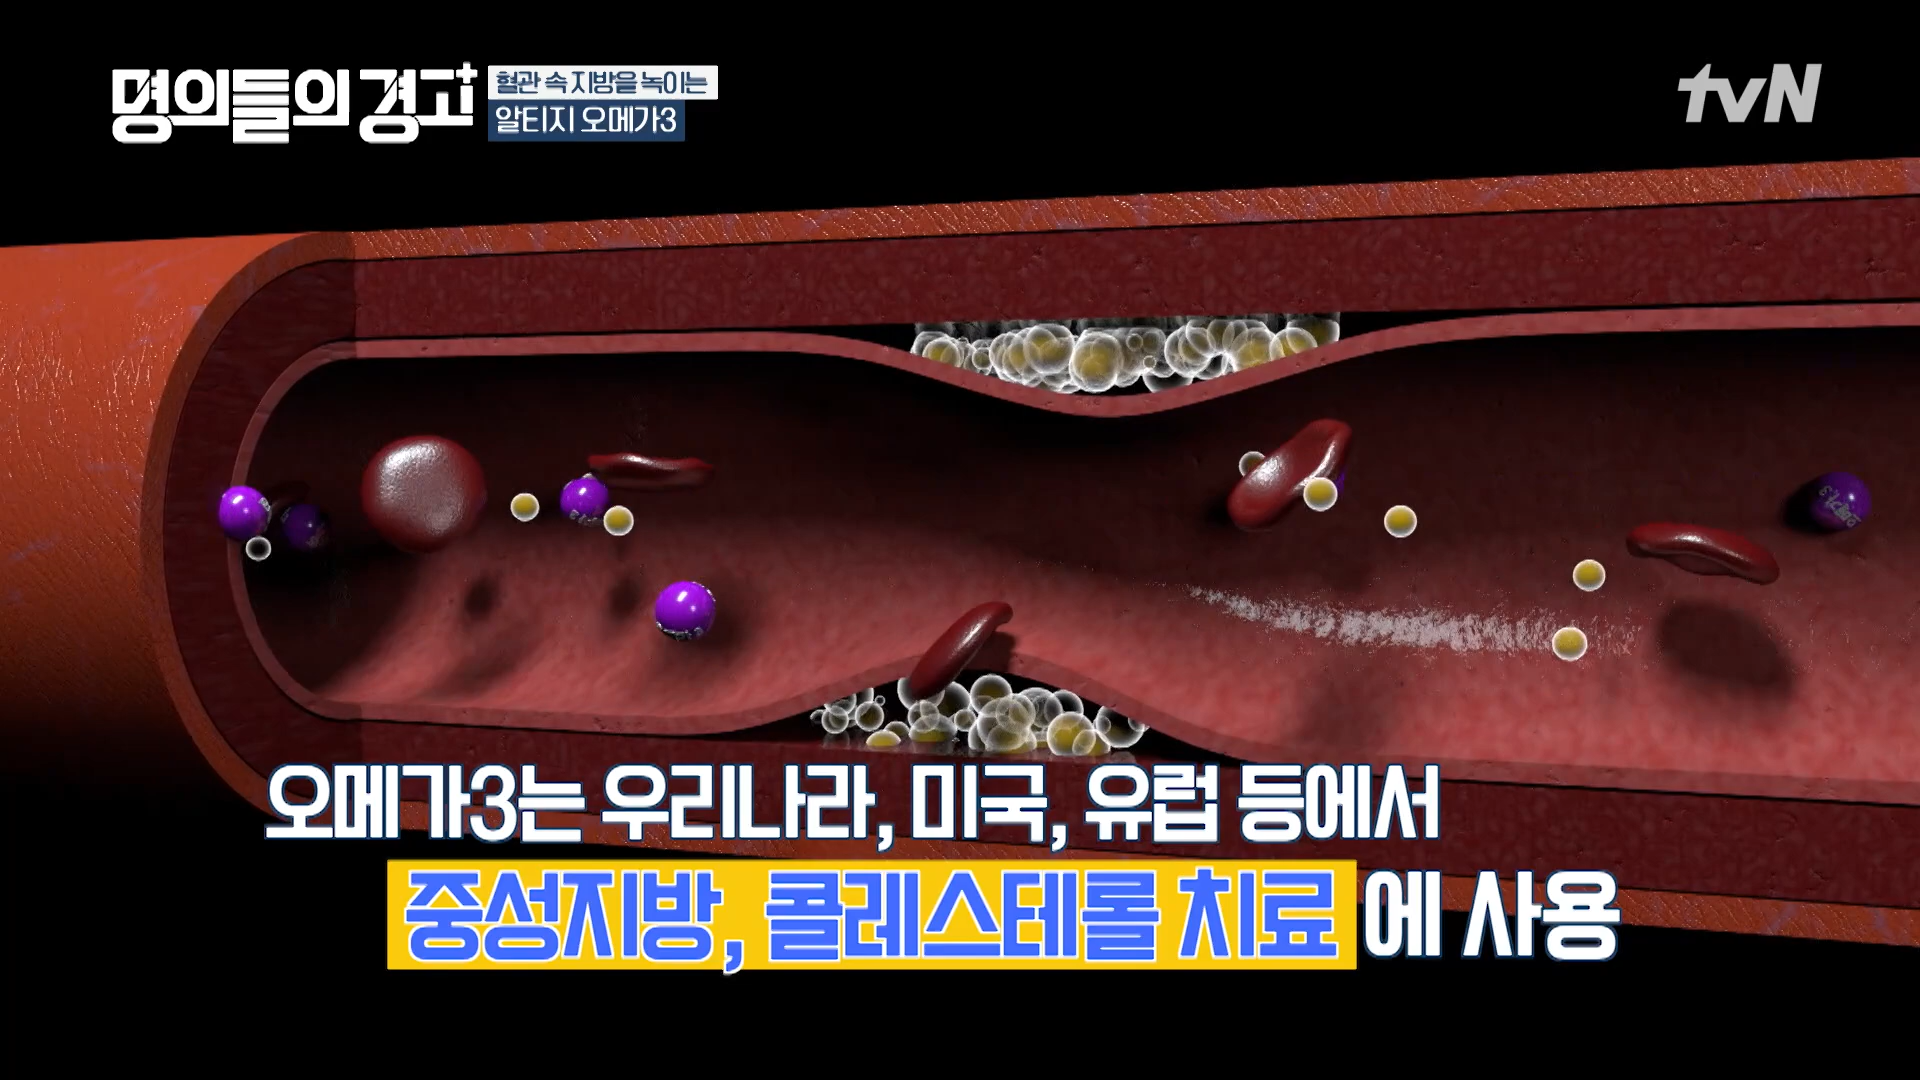 명의들의 경고+
혈관 속 지방을 녹이는
알티지 오메가3
tvN
오메가3는 우리나라, 미국, 유럽 등에서
중성지방, 콜레스테롤 치료에 사용